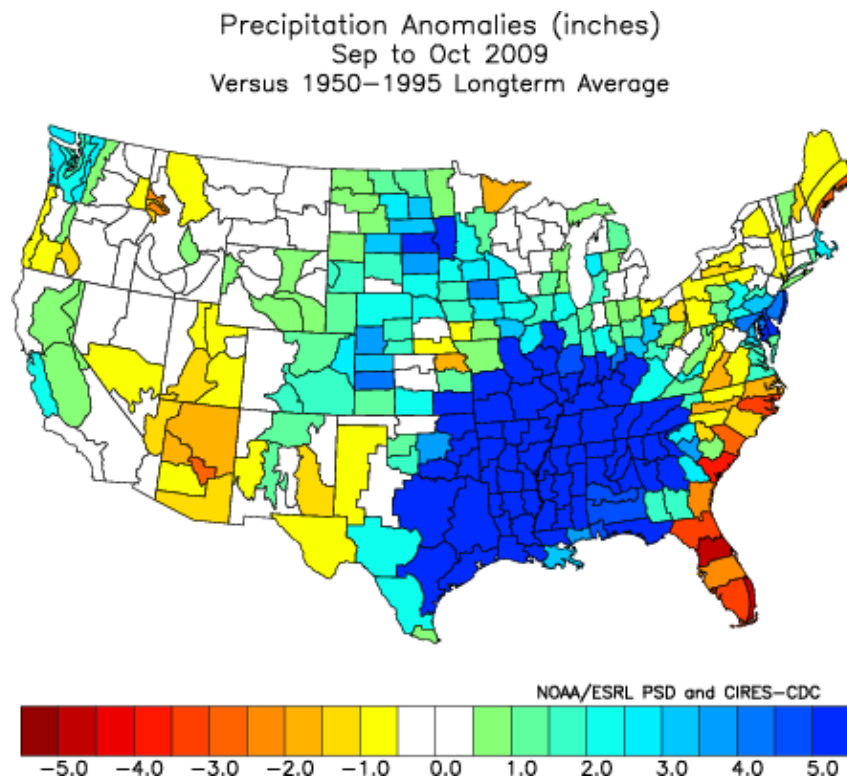 Precipitation Anomalies (inches)
Sep to Oct 2009
Versus 1950−1995 Longterm Average
NOAA/ESRL PSD and CIRES−CDC
−5.0 −4.0 −3.0 −2.0 −1.0 0.0 1.0 2.0 3.0 4.0 5.0